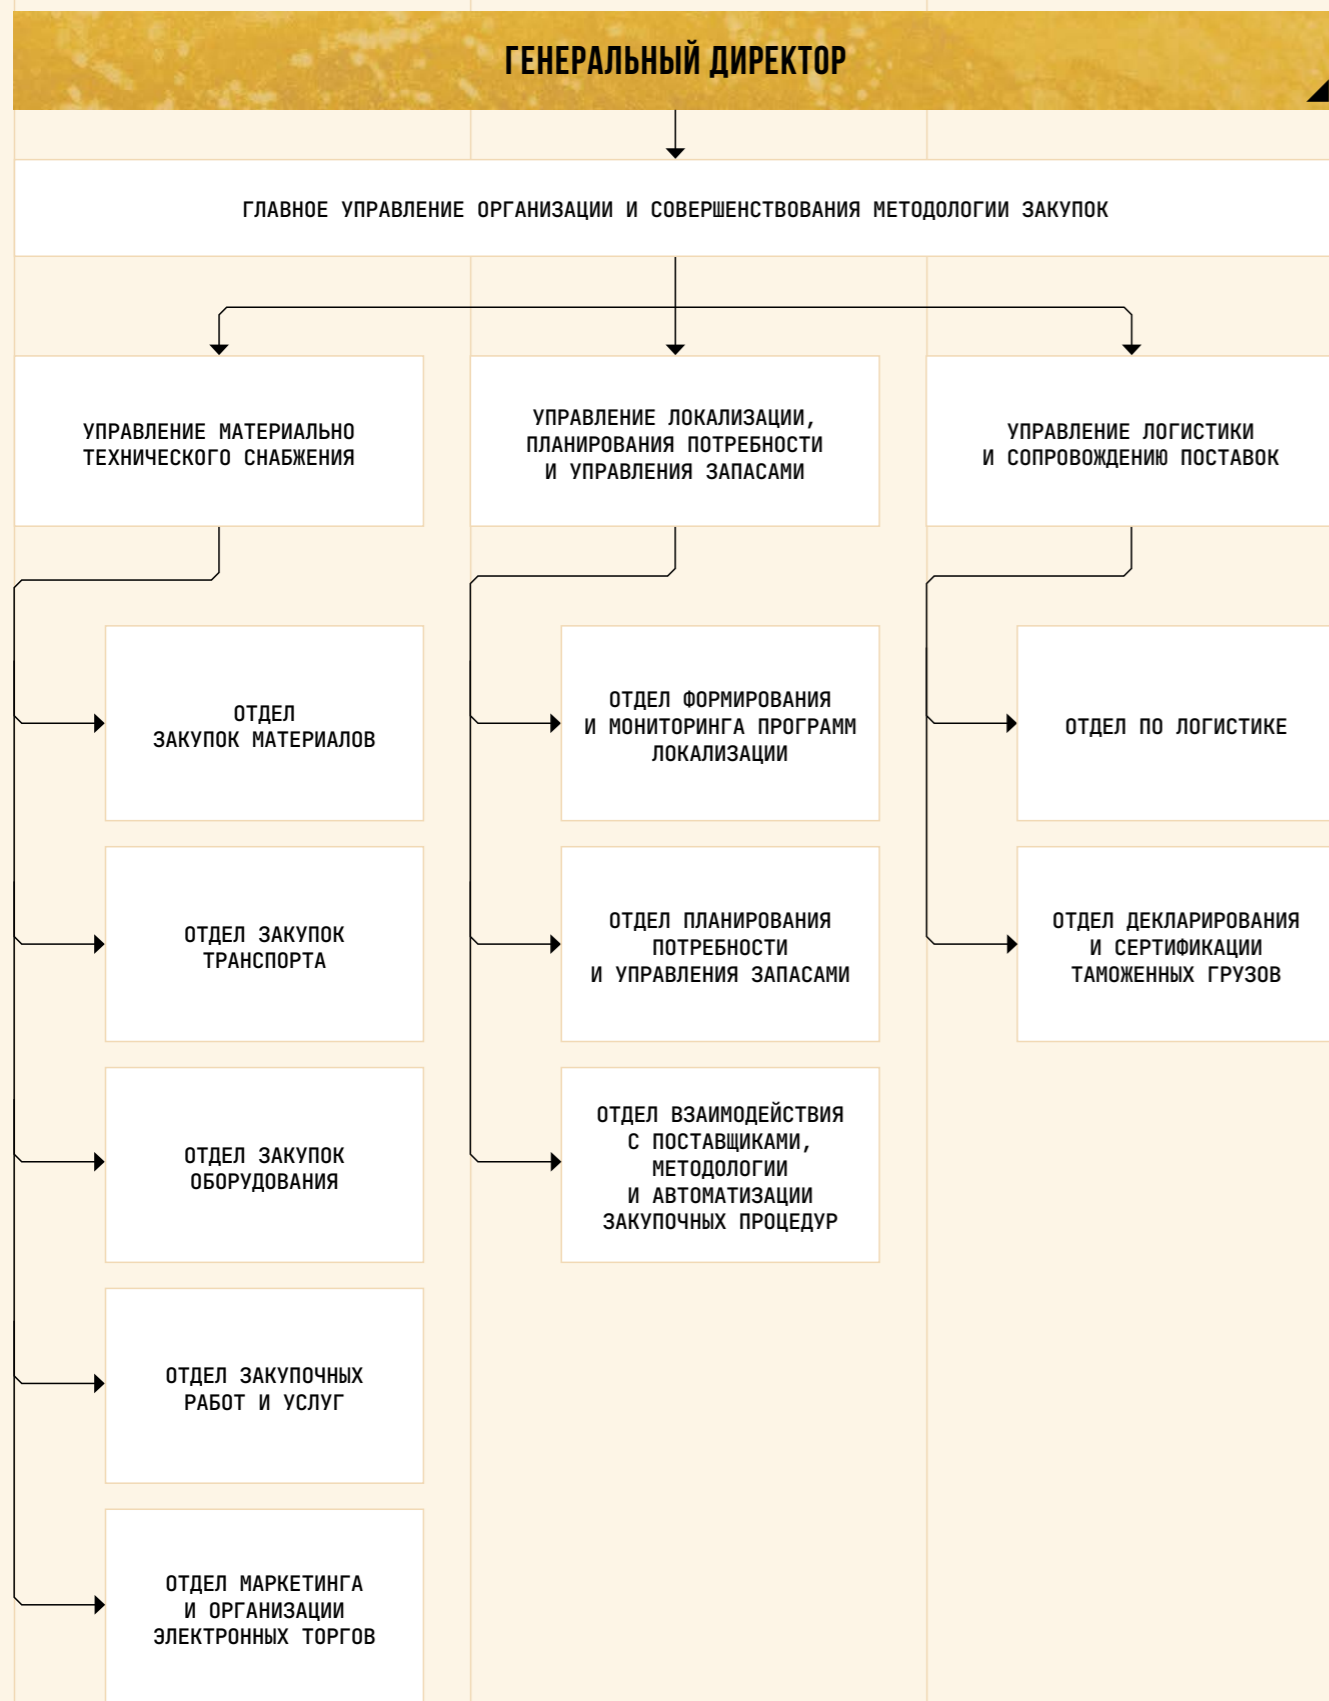 ГЕНЕРАЛЬНЫЙ ДИРЕКТОР
ГЛАВНОЕ УПРАВЛЕНИЕ ОРГАНИЗАЦИИ И СОВЕРШЕНСТВОВАНИЯ МЕТОДОЛОГИИ ЗАКУПОК
УПРАВЛЕНИЕ МАТЕРИАЛЬНО
ТЕХНИЧЕСКОГО СНАБЖЕНИЯ
УПРАВЛЕНИЕ ЛОКАЛИЗАЦИИ,
ПЛАНИРОВАНИЯ ПОТРЕБНОСТИ
И УПРАВЛЕНИЯ ЗАПАСАМИ
УПРАВЛЕНИЕ ЛОГИСТИКИ
И СОПРОВОЖДЕНИЮ ПОСТАВОК
ОТДЕЛ
ЗАКУПОК МАТЕРИАЛОВ
ОТДЕЛ ФОРМИРОВАНИЯ
И МОНИТОРИНГА ПРОГРАММ
ЛОКАЛИЗАЦИИ
ОТДЕЛ ПО ЛОГИСТИКЕ
ОТДЕЛ ЗАКУПОК
ТРАНСПОРТА
ОТДЕЛ ПЛАНИРОВАНИЯ
ПОТРЕБНОСТИ
И УПРАВЛЕНИЯ ЗАПАСАМИ
ОТДЕЛ ДЕКЛАРИРОВАНИЯ
И СЕРТИФИКАЦИИ
ТАМОЖЕННЫХ ГРУЗОВ
ОТДЕЛ ЗАКУПОК
ОБОРУДОВАНИЯ
ОТДЕЛ ВЗАИМОДЕЙСТВИЯ
С ПОСТАВЩИКАМИ,
МЕТОДОЛОГИИ
И АВТОМАТИЗАЦИИ
ЗАКУПОЧНЫХ ПРОЦЕДУР
ОТДЕЛ ЗАКУПОЧНЫХ
РАБОТ И УСЛУГ
ОТДЕЛ МАРКЕТИНГА
И ОРГАНИЗАЦИИ
ЭЛЕКТРОННЫХ ТОРГОВ